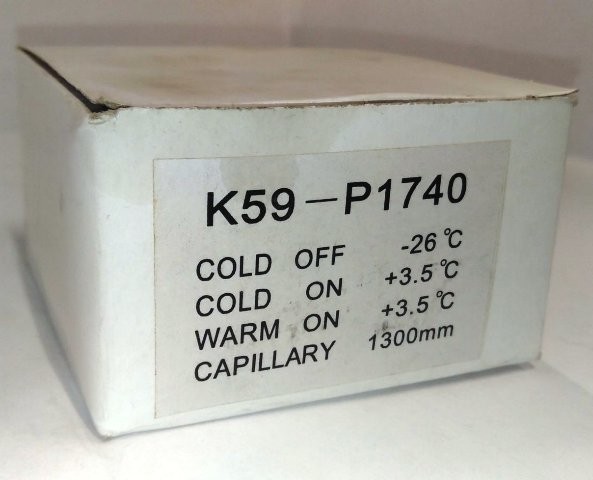 K59-P1740
COLD OFF -26 °C
COLD ON +3.5 °C
WARM ON +3.5 °C
CAPILLARY 1300mm